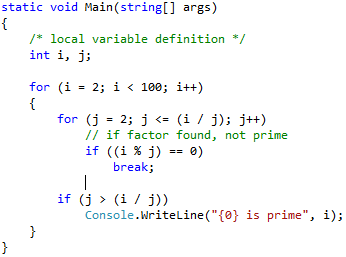 static void Main(string[] args)
{
    /* local variable definition */
    int i, j;

    for (i = 2; i < 100; i++)
    {
        for (j = 2; j <= (i / j); j++)
            // if factor found, not prime
            if ((i % j) == 0)
                break;

        if (j > (i / j))
            Console.WriteLine("{0} is prime", i);
    }
}